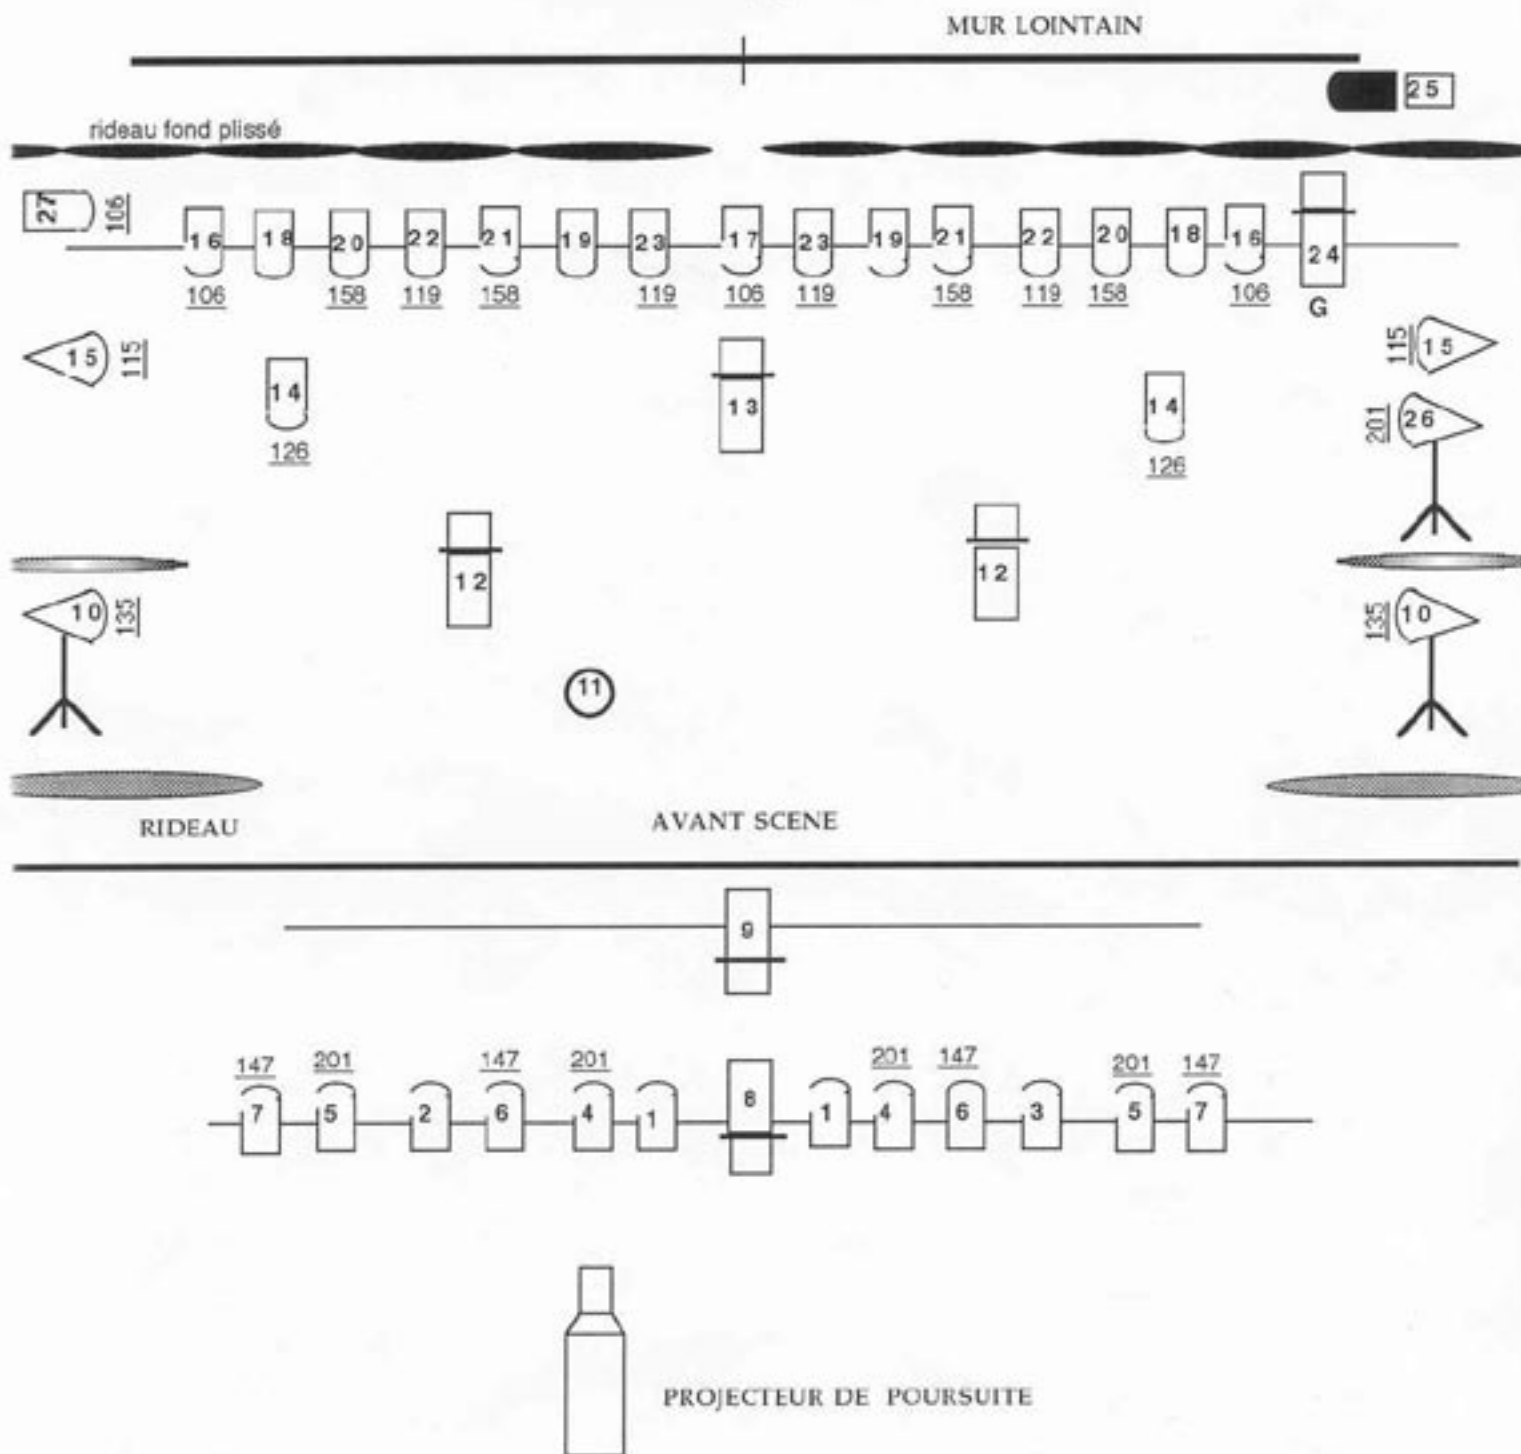 MUR LOINTAIN
25
rideau fond plissé
27 106
16 18 20 22 21 19 23 17 23 19 21 22 20 18 16 24
106 158 119 158 119 106 119 158 119 158 106 G
15 115 115 15
14 13 14
201 26
126 126
12 12
10 135 135 10
11
RIDEAU AVANT SCENE
9
147 201 147 201 201 147 201 147
7 5 2 6 4 1 8 1 4 6 3 5 7
PROJECTEUR DE POURSUITE